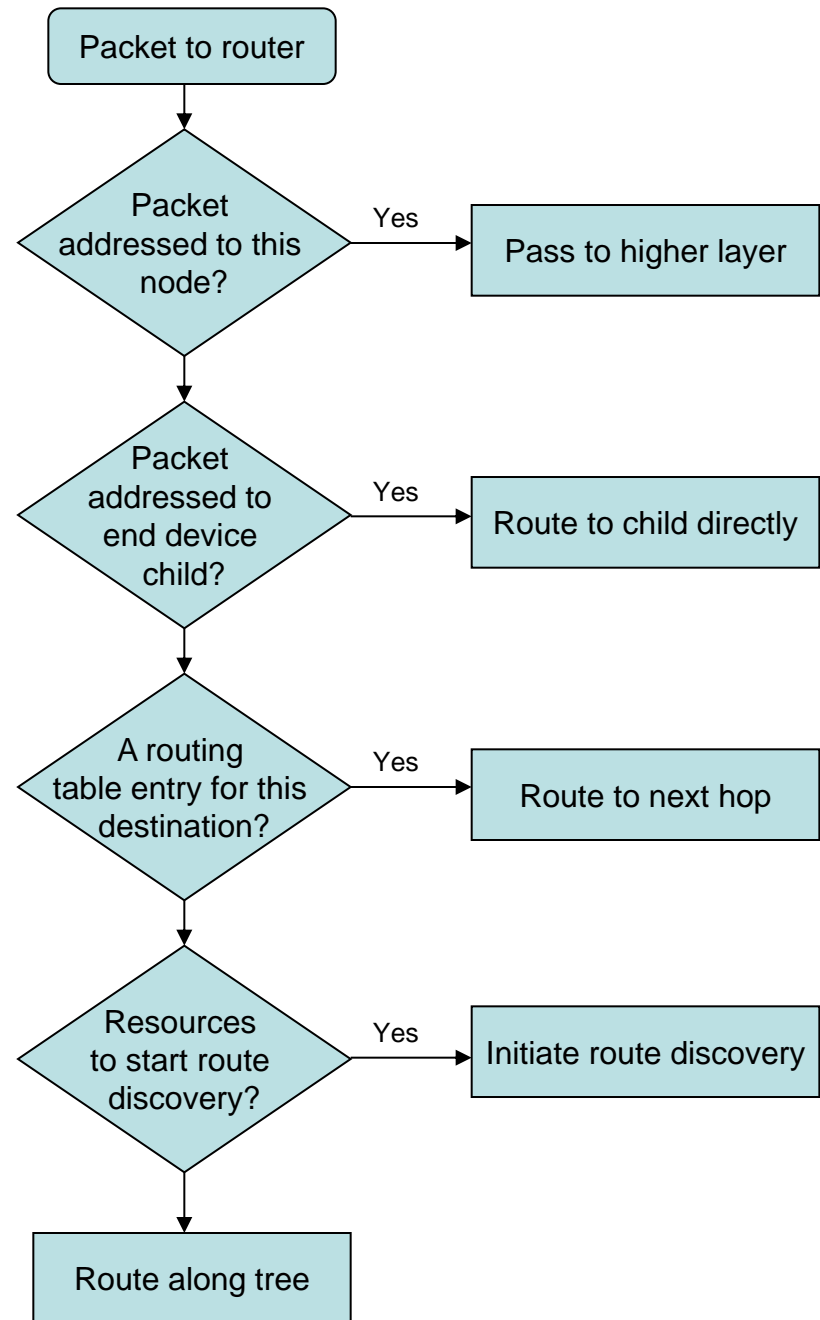 Packet to router
Packet
addressed to this
node?
Yes
Pass to higher layer
Packet
addressed to
end device
child?
Yes
Route to child directly
A routing
table entry for this
destination?
Yes
Route to next hop
Resources
to start route
discovery?
Yes
Initiate route discovery
Route along tree